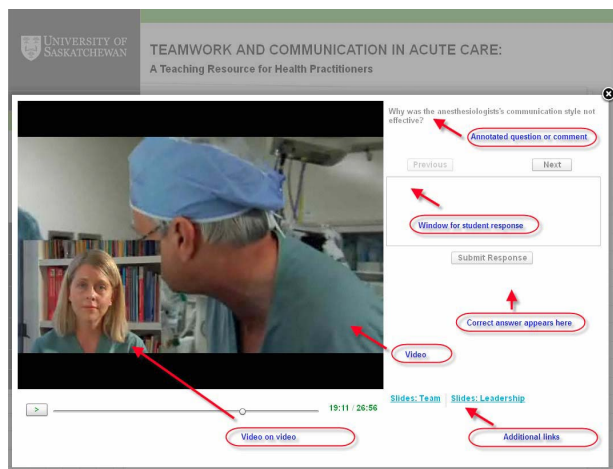 UNIVERSITY OF
SASKATCHEWAN
TEAMWORK AND COMMUNICATION IN ACUTE CARE:
A Teaching Resource for Health Practitioners
Why was the anesthesiologists's communication style not
effective?
Annotated question or comment
Previous
Next
Window for student response
Submit Response
Correct answer appears here
Video
Slides: Team
Slides: Leadership
>
19:11 / 26:56
Video on video
Additional links